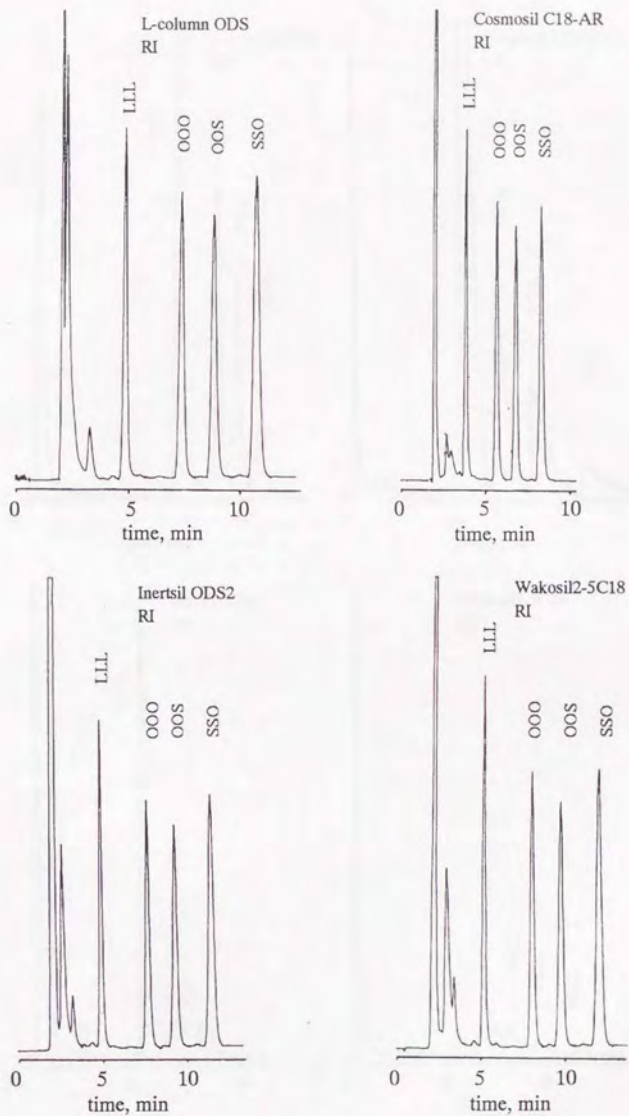 L-column ODS
RI
LLL
OOO
OOS
SSO
0
5
10
time, min
Cosmosil C18-AR
RI
LLL
OOO
OOS
SSO
0
5
10
time, min
Inertsil ODS2
RI
LLL
OOO
OOS
SSO
0
5
10
time, min
Wakosil2-5C18
RI
LLL
OOO
OOS
SSO
0
5
10
time, min